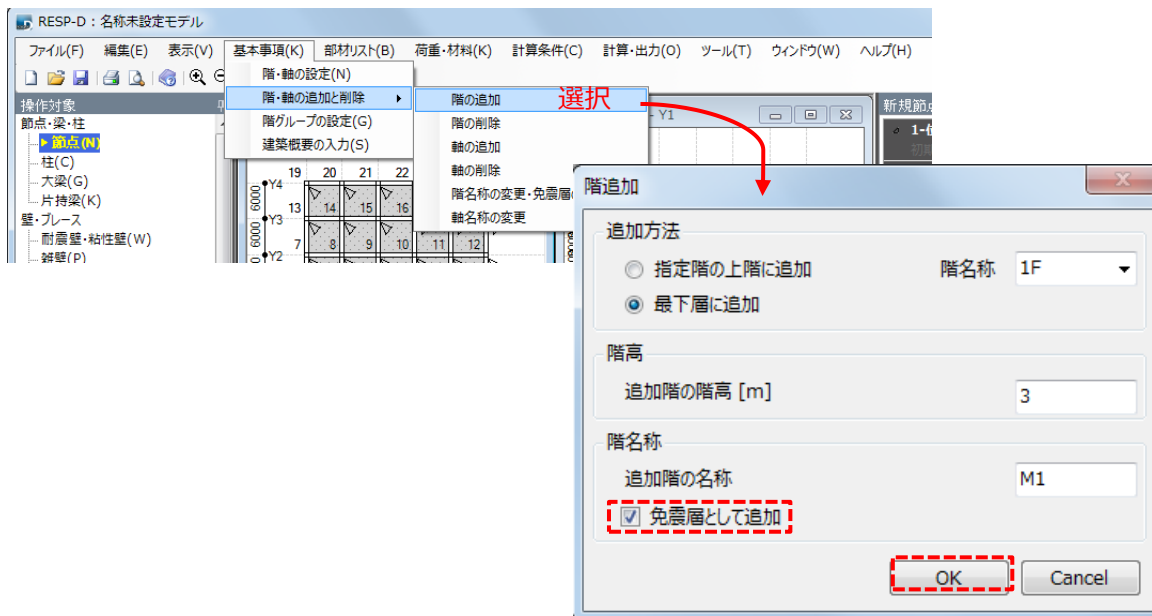 RESP-D：名称未設定モデル
ファイル(F) 編集(E) 表示(V) 基本事項(K) 部材リスト(B) 荷重・材料(K) 計算条件(C) 計算・出力(O) ツール(T) ウィンドウ(W) ヘルプ(H)
階・軸の設定(N)
階・軸の追加と削除
階グループの設定(G)
建築概要の入力(S)
階の追加
階の削除
軸の追加
軸の削除
階名称の変更・免震層
軸名称の変更
選択
操作対象
節点・梁・柱
節点(N)
柱(C)
大梁(G)
片持梁(K)
壁・ブレース
耐震壁・粘性壁(W)
雑壁(P)
- Y1
新規節
19 20 21 22
Y4
6000
13 14 15 16
Y3
6000
7 8 9 10 11 12
Y2
階追加
追加方法
指定階の上階に追加 階名称 1F
最下層に追加
階高
追加階の階高 [m] 3
階名称
追加階の名称 M1
免震層として追加
OK Cancel